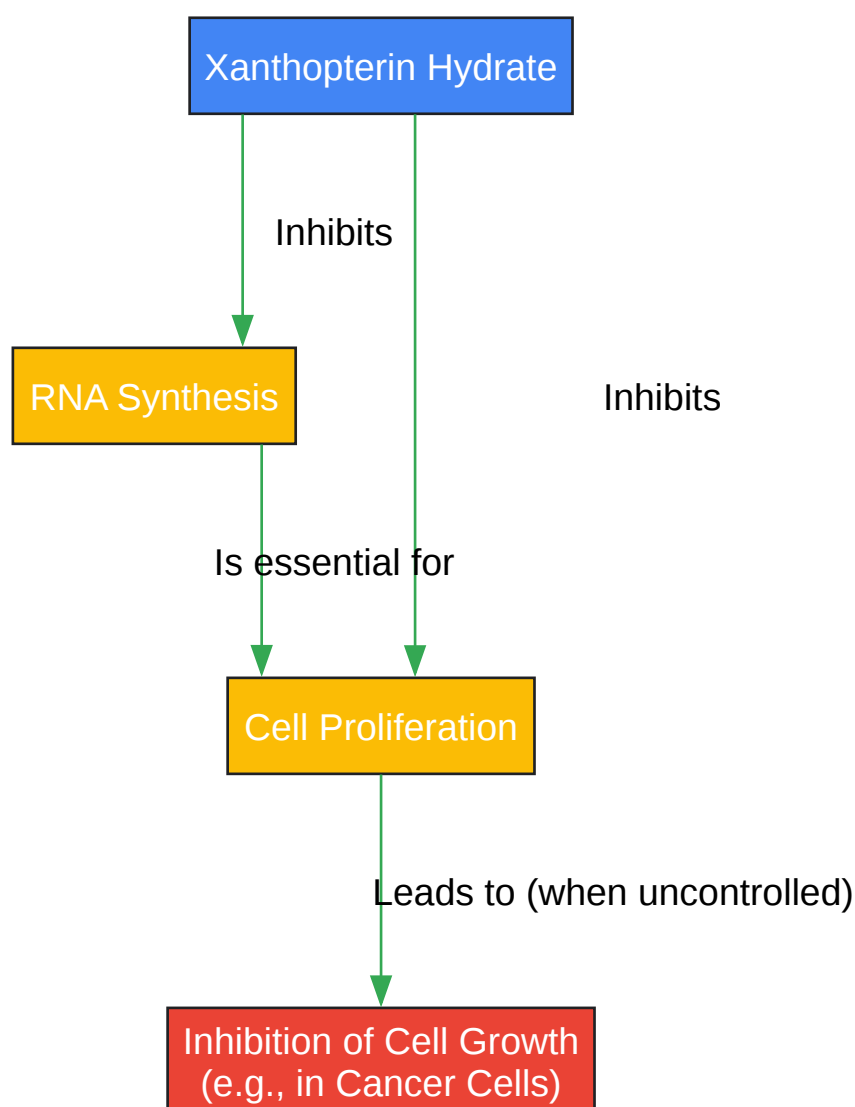 Xanthopterin Hydrate
Inhibits
RNA Synthesis
Inhibits
Is essential for
Cell Proliferation
Leads to (when uncontrolled)
Inhibition of Cell Growth
(e.g., in Cancer Cells)